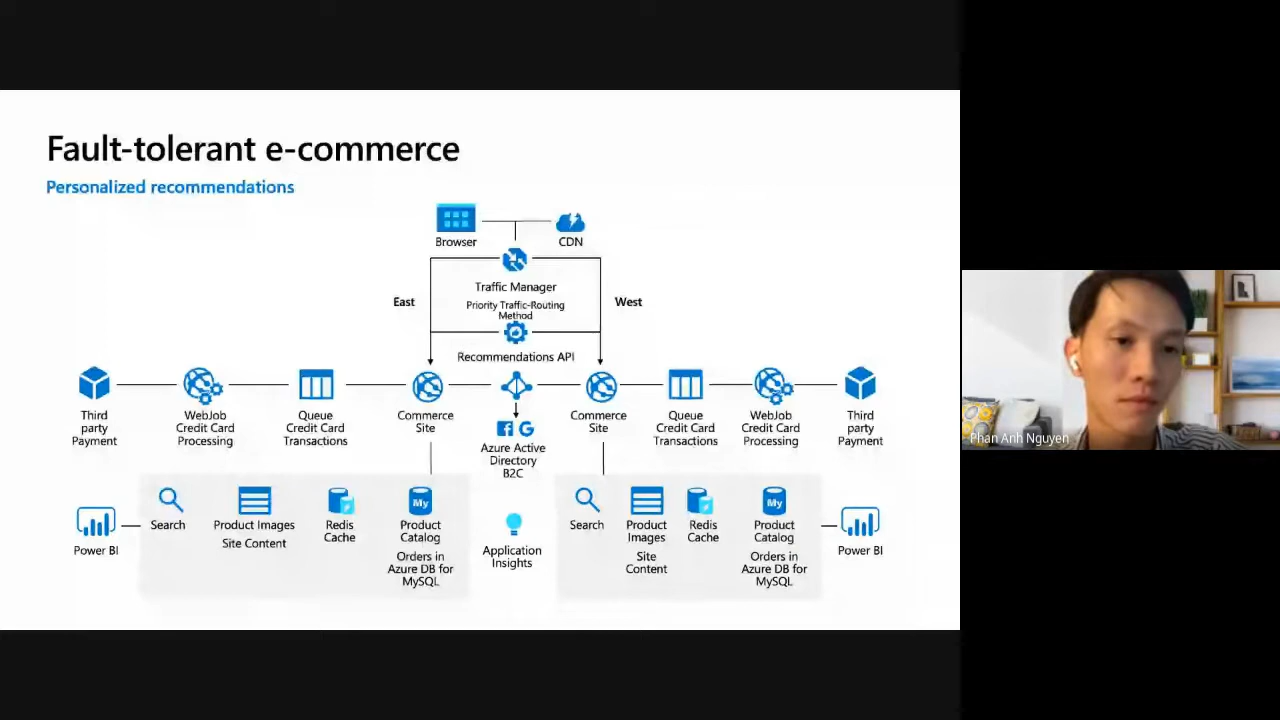 Fault-tolerant e-commerce
Personalized recommendations
Browser
CDN
Traffic Manager
East
Priority Traffic-Routing
Method
West
Recommendations API
Third
party
Payment
WebJob
Credit Card
Processing
Queue
Credit Card
Transactions
Commerce
Site
Azure Active
Directory
B2C
Commerce
Site
Queue
Credit Card
Transactions
WebJob
Credit Card
Processing
Third
party
Payment
Phan Anh Nguyen
Power BI
Search
Product Images
Site Content
Redis
Cache
My
Product
Catalog
Orders in
Azure DB for
MySQL
Application
Insights
Search
Product
Images
Site
Content
Redis
Cache
My
Product
Catalog
Orders in
Azure DB for
MySQL
Power BI